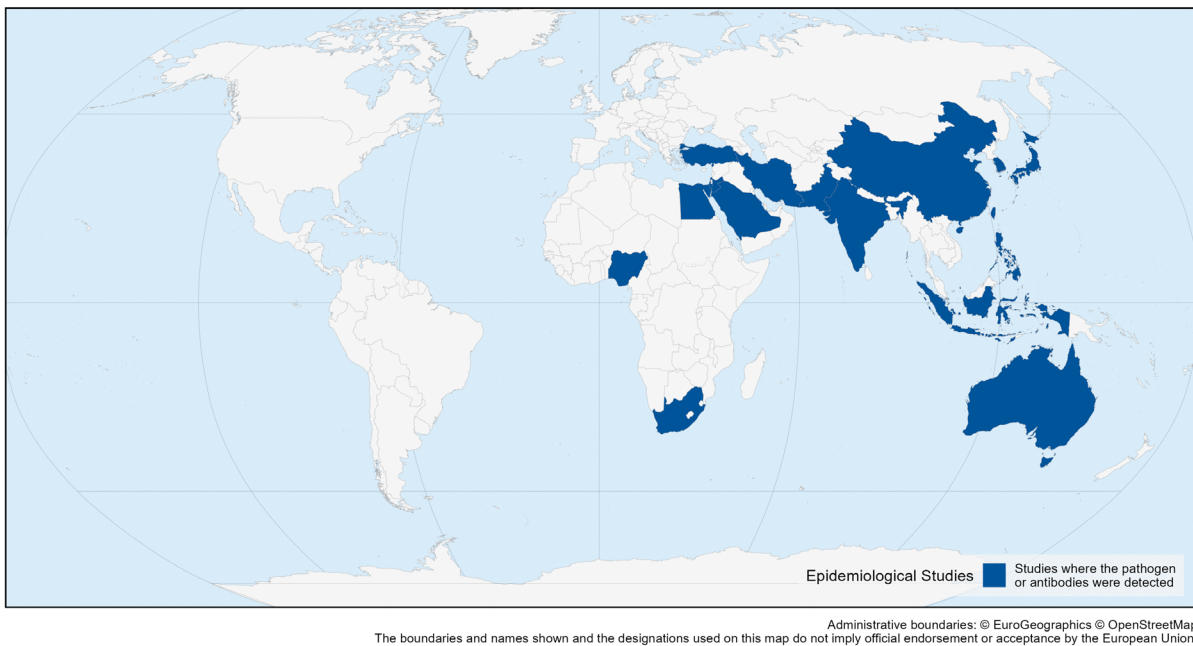 Epidemiological Studies
Studies where the pathogen
or antibodies were detected
Administrative boundaries: © EuroGeographics © OpenStreetMap
The boundaries and names shown and the designations used on this map do not imply official endorsement or acceptance by the European Union.